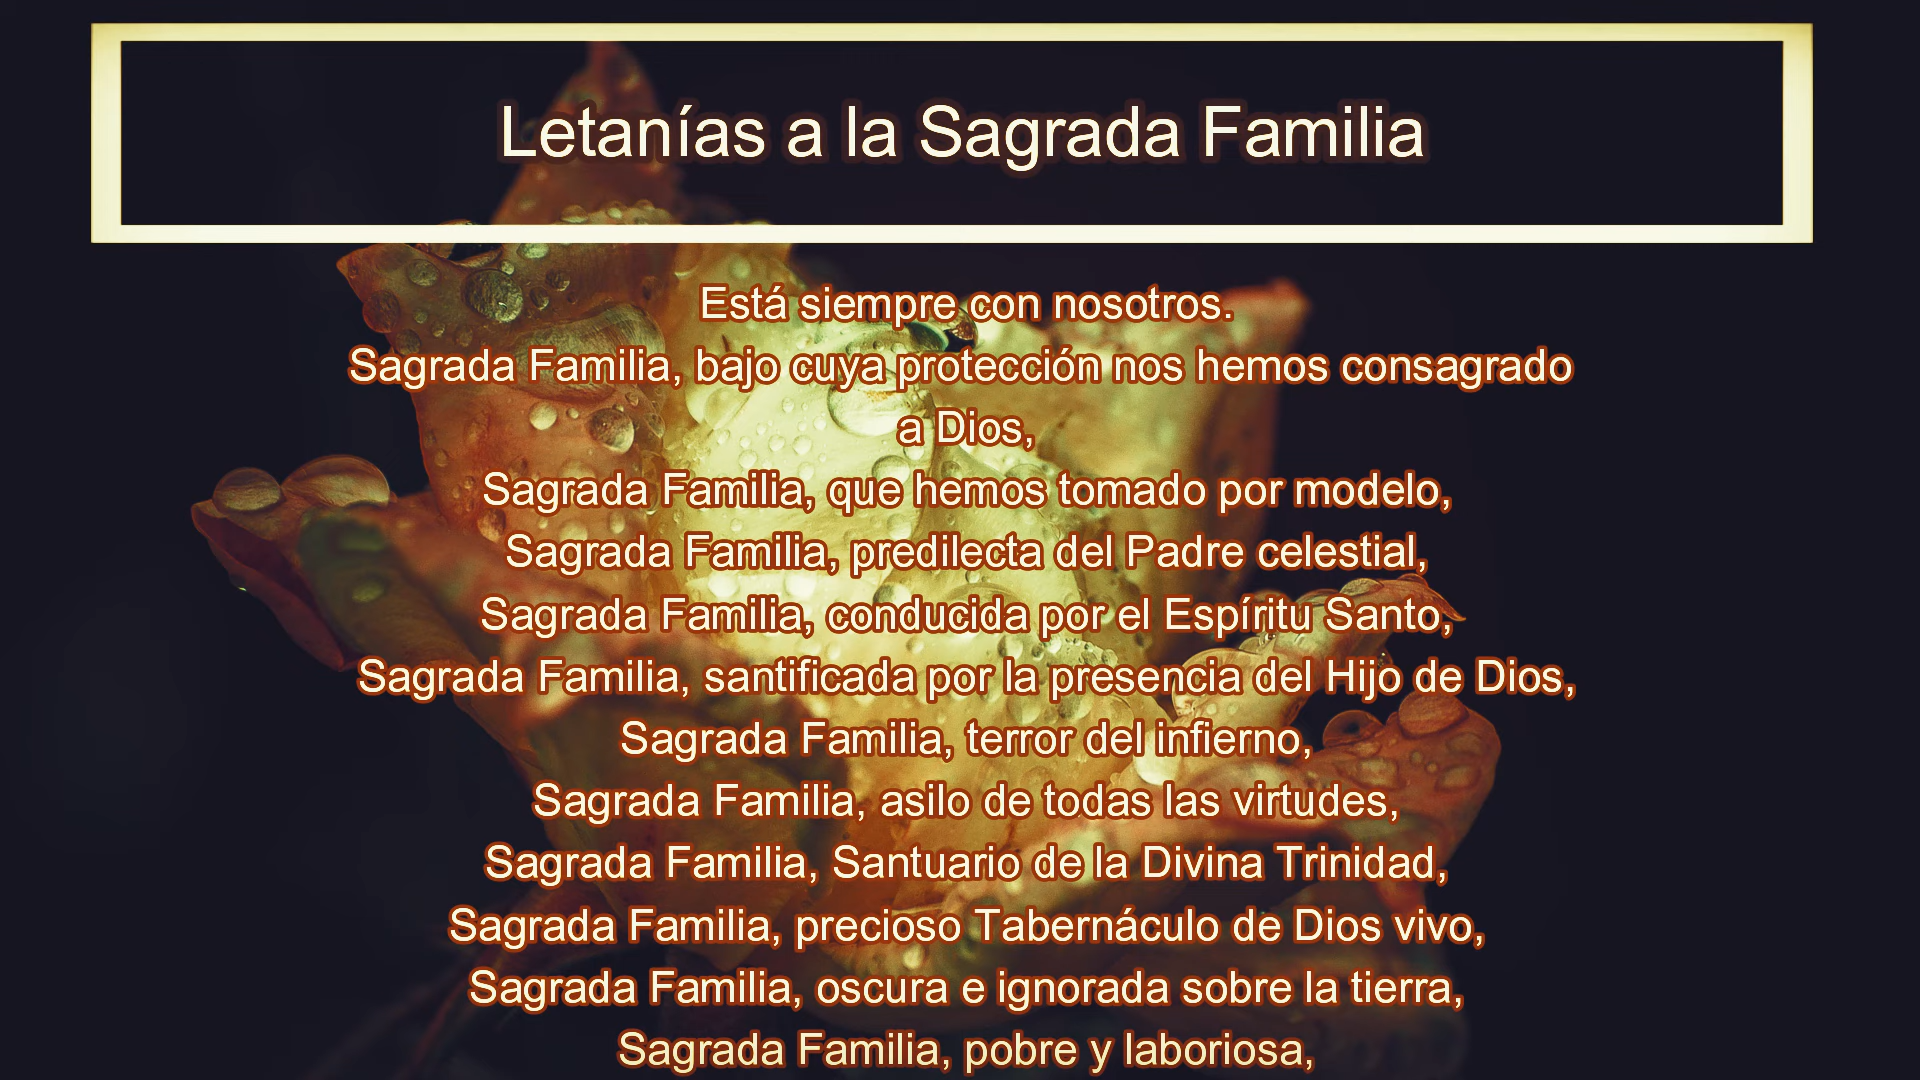 Letanías a la Sagrada Familia
Está siempre con nosotros.
Sagrada Familia, bajo cuya protección nos hemos consagrado
a Dios,
Sagrada Familia, que hemos tomado por modelo,
Sagrada Familia, predilecta del Padre celestial,
Sagrada Familia, conducida por el Espíritu Santo,
Sagrada Familia, santificada por la presencia del Hijo de Dios,
Sagrada Familia, terror del infierno,
Sagrada Familia, asilo de todas las virtudes,
Sagrada Familia, Santuario de la Divina Trinidad,
Sagrada Familia, precioso Tabernáculo de Dios vivo,
Sagrada Familia, oscura e ignorada sobre la tierra,
Sagrada Familia, pobre y laboriosa,